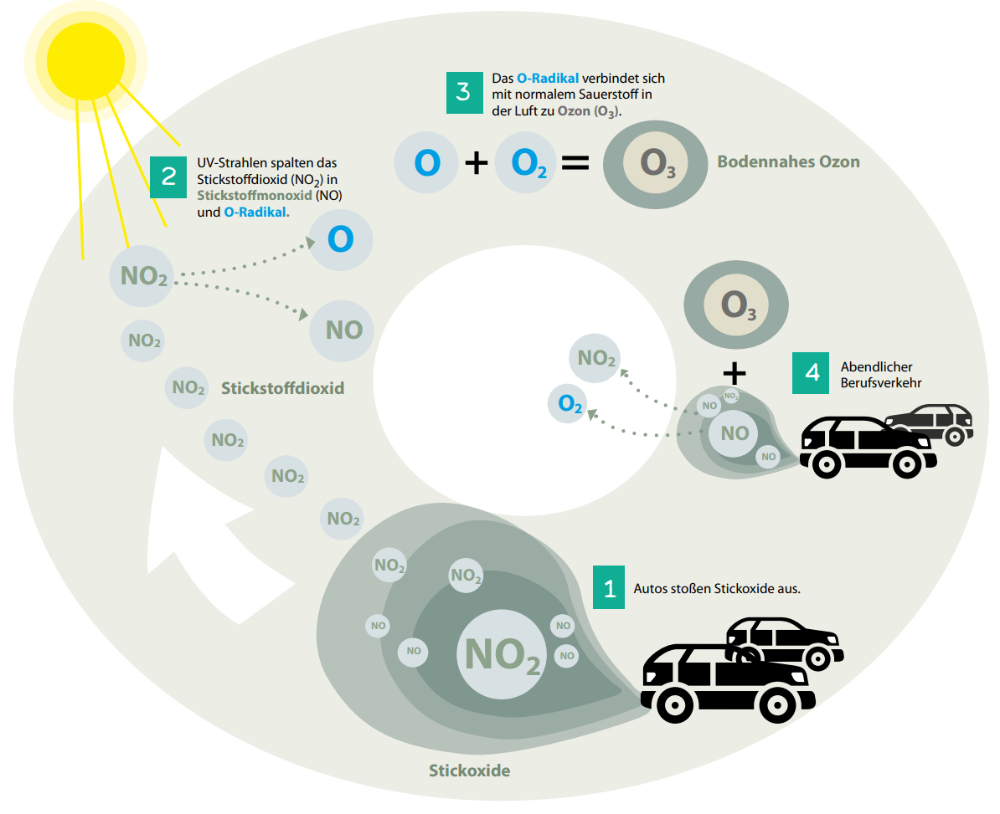 3
Das O-Radikal verbindet sich
mit normalem Sauerstoff in
der Luft zu Ozon (O₃).
O + O₂ = O₃
Bodennahes Ozon
2
UV-Strahlen spalten das
Stickstoffdioxid (NO₂) in
Stickstoffmonoxid (NO)
und O-Radikal.
O
NO₂
NO
NO₂
NO₂
Stickstoffdioxid
NO₂
NO₂
NO₂
O₃
+
4
Abendlicher
Berufsverkehr
NO₂
O₂
NO₂
NO
NO
NO
1
Autos stoßen Stickoxide aus.
NO₂
NO₂
NO
NO
NO
NO₂
NO
Stickoxide